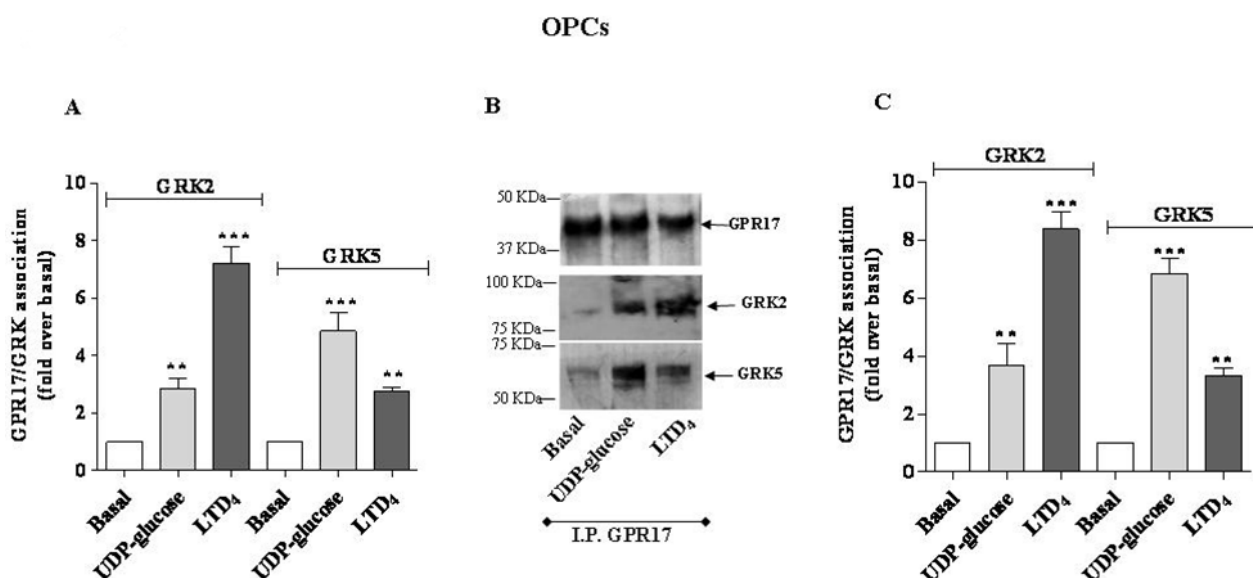 OPCs
A
GPR17/GRK association
(fold over basal)
10
8
6
4
2
0
GRK2
**
***
GRK5
***
**
Basal
UDP-glucose
LTD4
Basal
UDP-glucose
LTD4
B
50 KDa
37 KDa
GPR17
100 KDa
75 KDa
GRK2
75 KDa
50 KDa
GRK5
Basal
UDP-glucose
LTD4
I.P. GPR17
C
GPR17/GRK association
(fold over basal)
10
8
6
4
2
0
GRK2
**
***
GRK5
***
**
Basal
UDP-glucose
LTD4
Basal
UDP-glucose
LTD4